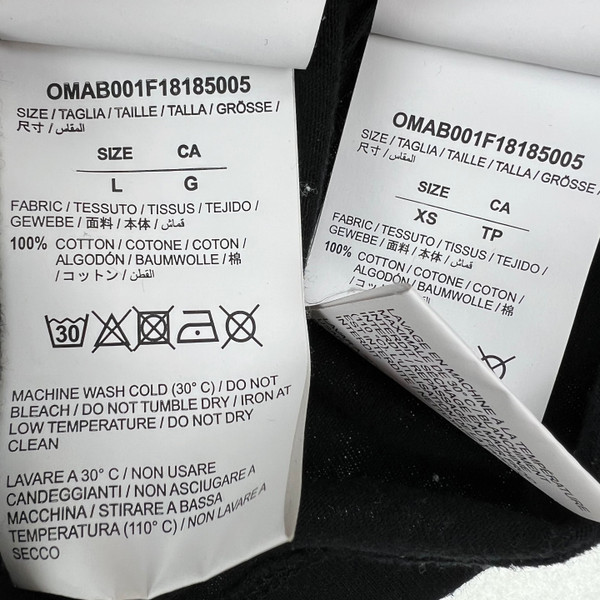 OMAB001F18185005
SIZE / TAGLIA / TAILLE / TALLA / GRÖSSE /
尺寸 / المقاس /
SIZE CA
L G
FABRIC / TESSUTO / TISSUS / TEJIDO /
GEWEBE / 面料 / 本体 / قماش /
100% COTTON / COTONE / COTON /
ALGODÓN / BAUMWOLLE / 棉
/ コットン / القطن /
30
MACHINE WASH COLD (30° C) / DO NOT
BLEACH / DO NOT TUMBLE DRY / IRON AT
LOW TEMPERATURE / DO NOT DRY
CLEAN
LAVARE A 30° C / NON USARE
CANDEGGIANTI / NON ASCIUGARE A
MACCHINA / STIRARE A BASSA
TEMPERATURA (110° C) / NON LAVARE A
SECCO
OMAB001F18185005
SIZE / TAGLIA / TAILLE / TALLA / GRÖSSE /
尺寸 / المقاس /
SIZE CA
XS TP
FABRIC / TESSUTO / TISSUS / TEJIDO /
GEWEBE / 面料 / 本体 / قماش /
100% COTTON / COTONE / COTON /
ALGODÓN / BAUMWOLLE / 棉
LAVAGE EN MACHINE A LA TEMPÉRATURE